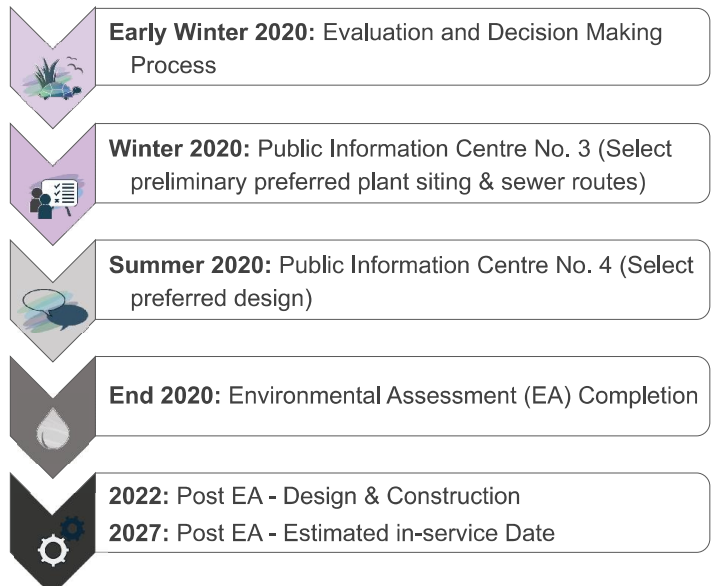 Early Winter 2020: Evaluation and Decision Making
Process
Winter 2020: Public Information Centre No. 3 (Select
preliminary preferred plant siting & sewer routes)
Summer 2020: Public Information Centre No. 4 (Select
preferred design)
End 2020: Environmental Assessment (EA) Completion
2022: Post EA - Design & Construction
2027: Post EA - Estimated in-service Date